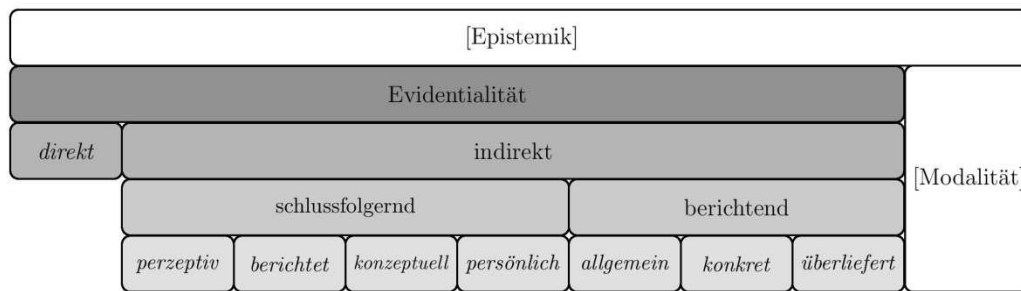 [Epistemik]
Evidentialität
direkt
indirekt
[Modalität]
schlussfolgernd
berichtend
perzeptiv
berichtet
konzeptuell
persönlich
allgemein
konkret
überliefert